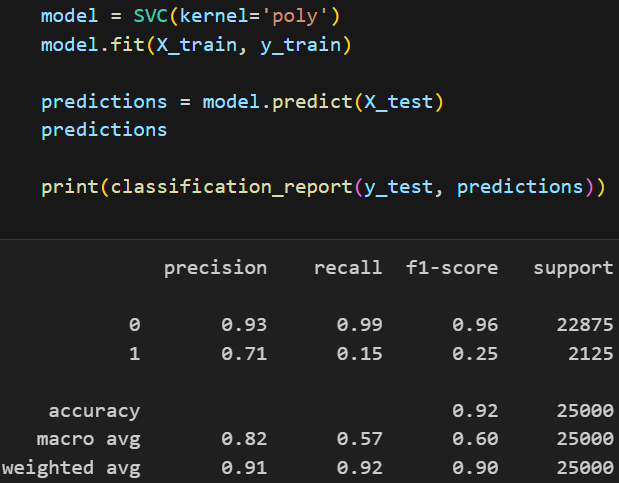 model = SVC(kernel='poly')
model.fit(X_train, y_train)
predictions = model.predict(X_test)
predictions
print(classification_report(y_test, predictions))
precision recall f1-score support
0 0.93 0.99 0.96 22875
1 0.71 0.15 0.25 2125
accuracy 0.92 25000
macro avg 0.82 0.57 0.60 25000
weighted avg 0.91 0.92 0.90 25000